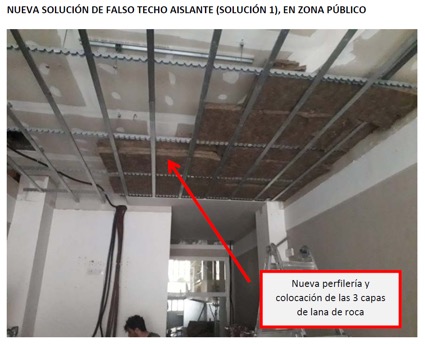 NUEVA SOLUCIÓN DE FALSO TECHO AISLANTE (SOLUCIÓN 1), EN ZONA PÚBLICO
Nueva perfilería y
colocación de las 3 capas
de lana de roca